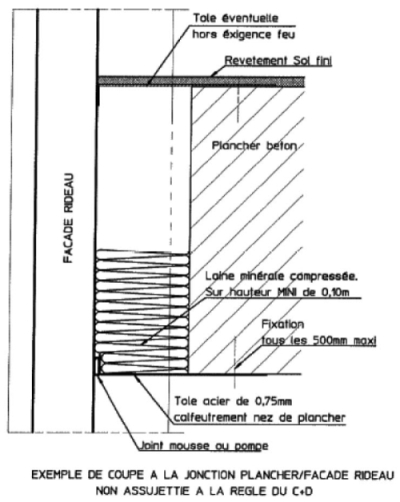 Tole éventuelle
hors éxigence feu
Revetement Sol fini
Plancher beton
FACADE RIDEAU
Laine minérale compressée.
Sur hauteur MINI de 0,10m
Fixation
tous les 500mm maxi
Tole acier de 0,75mm
calfeutrement nez de plancher
Joint mousse ou pompe
EXEMPLE DE COUPE A LA JONCTION PLANCHER/FACADE RIDEAU
NON ASSUJETTIE A LA REGLE DU C+D